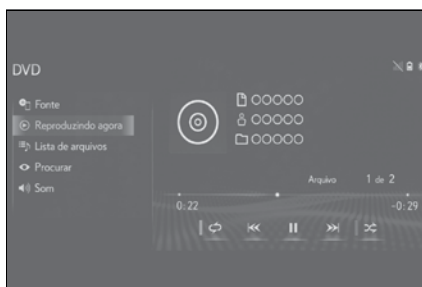 DVD
Fonte
Reproduzindo agora
Lista de arquivos
Procurar
Som
OOOOO
OOOOO
OOOOO
Arquivo 1 de 2
0:22
-0:29